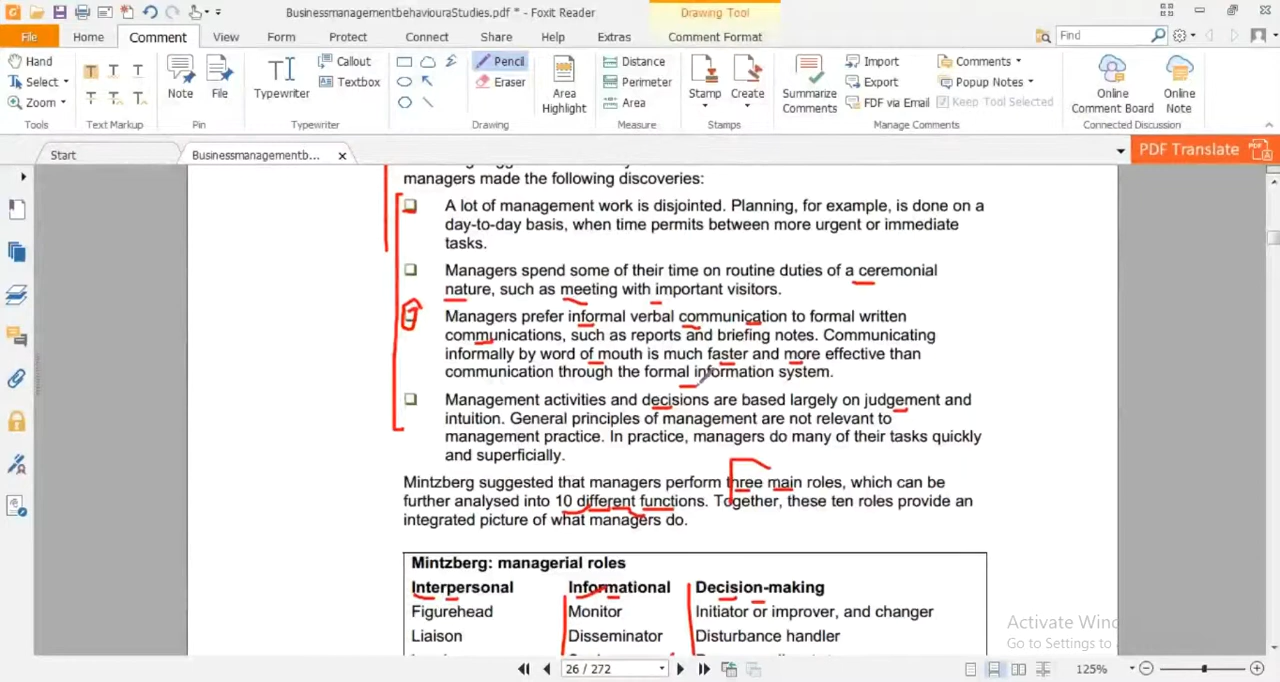 BusinessmanagementbehaviouraStudies.pdf * - Foxit Reader
Drawing Tool
File Home Comment View Form Protect Connect Share Help Extras Comment Format Find
Hand
Select
Zoom
Tools
Text Markup
Note
File
Pin
Typewriter
Callout
Textbox
Typewriter
Pencil
Eraser
Drawing
Area
Highlight
Distance
Perimeter
Area
Measure
Stamp
Create
Stamps
Summarize
Comments
Import
Export
FDF via Email
Comments
Popup Notes
Keep Tool Selected
Manage Comments
Online
Comment Board
Online
Note
Connected Discussion
Start
Businessmanagementb...
PDF Translate
managers made the following discoveries:
A lot of management work is disjointed. Planning, for example, is done on a
day-to-day basis, when time permits between more urgent or immediate
tasks.
Managers spend some of their time on routine duties of a ceremonial
nature, such as meeting with important visitors.
Managers prefer informal verbal communication to formal written
communications, such as reports and briefing notes. Communicating
informally by word of mouth is much faster and more effective than
communication through the formal information system.
Management activities and decisions are based largely on judgement and
intuition. General principles of management are not relevant to
management practice. In practice, managers do many of their tasks quickly
and superficially.
Mintzberg suggested that managers perform three main roles, which can be
further analysed into 10 different functions. Together, these ten roles provide an
integrated picture of what managers do.
Mintzberg: managerial roles
Interpersonal Informational Decision-making
Figurehead Monitor Initiator or improver, and changer
Liaison Disseminator Disturbance handler
Activate Win
Go to Settings to
26 / 272
125%